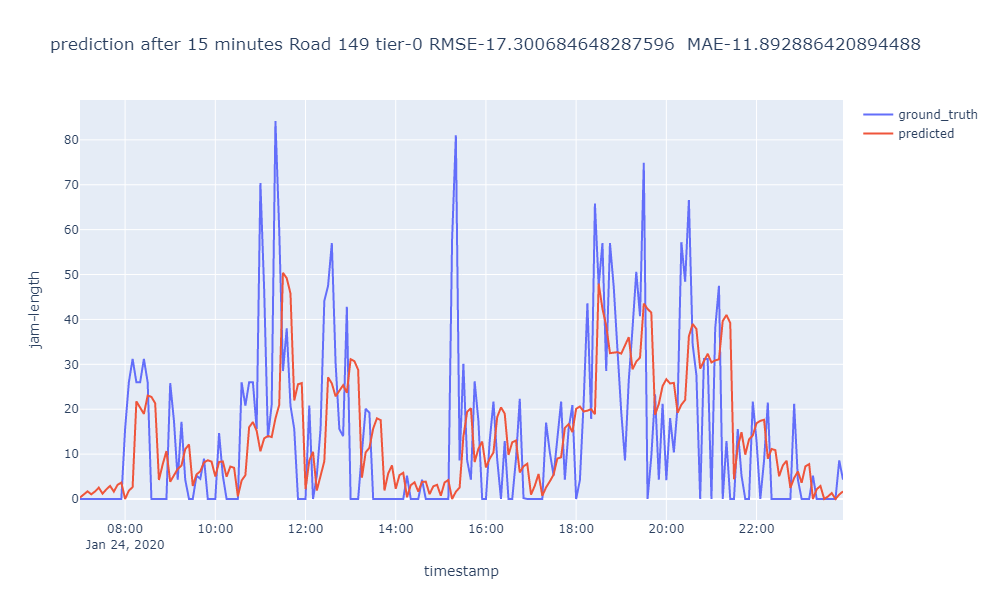 prediction after 15 minutes Road 149 tier-0 RMSE-17.300684648287596  MAE-11.892886420894488
ground_truth
predicted
80
70
60
50
40
30
20
10
0
jam-length
08:00 10:00 12:00 14:00 16:00 18:00 20:00 22:00
Jan 24, 2020
timestamp